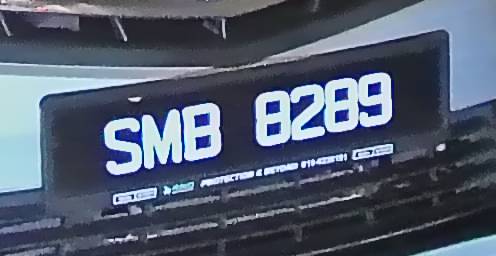 SMB 8289
PROTECTION & BEYOND